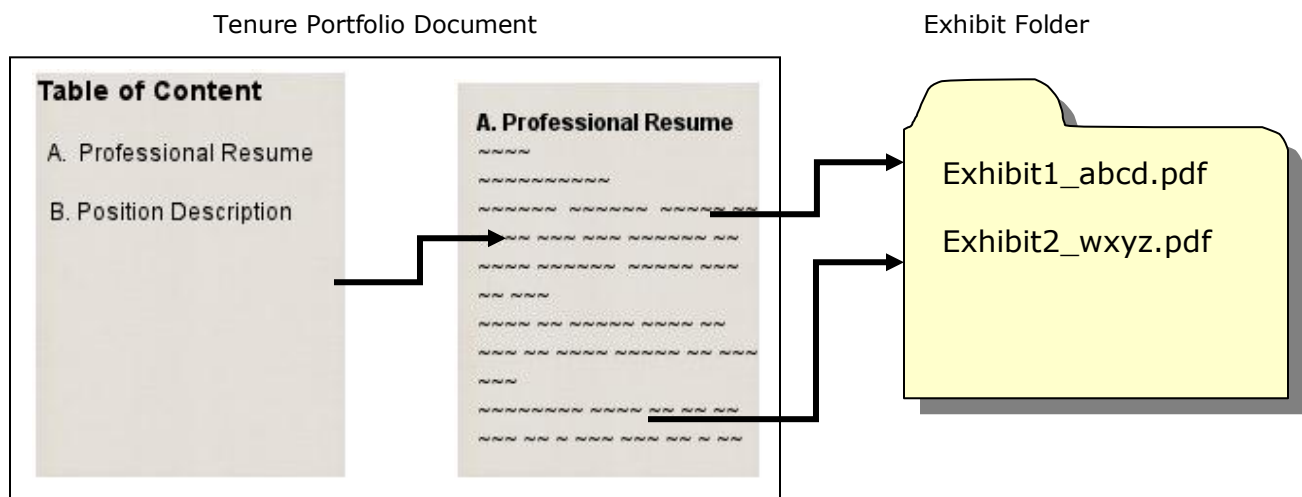 Tenure Portfolio Document
Exhibit Folder
Table of Content
A. Professional Resume
B. Position Description
A. Professional Resume
Exhibit1_abcd.pdf
Exhibit2_wxyz.pdf